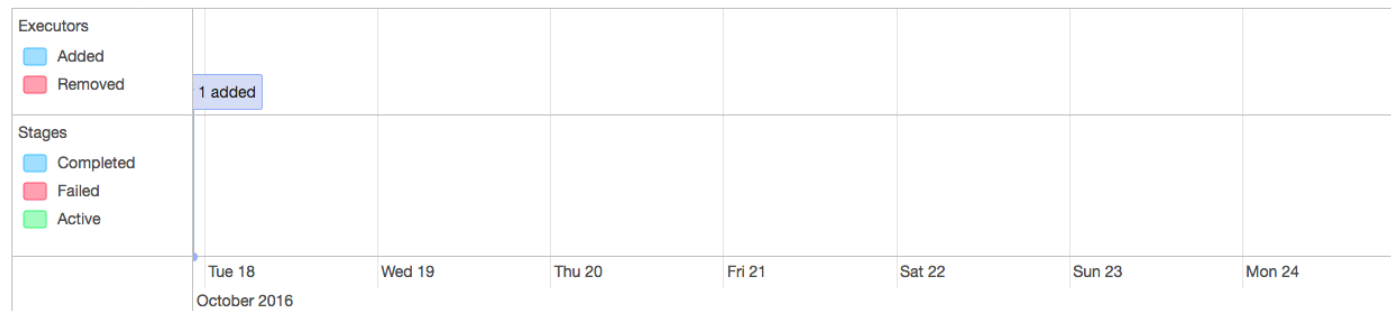 Executors
Added
Removed
1 added
Stages
Completed
Failed
Active
Tue 18 Wed 19 Thu 20 Fri 21 Sat 22 Sun 23 Mon 24
October 2016